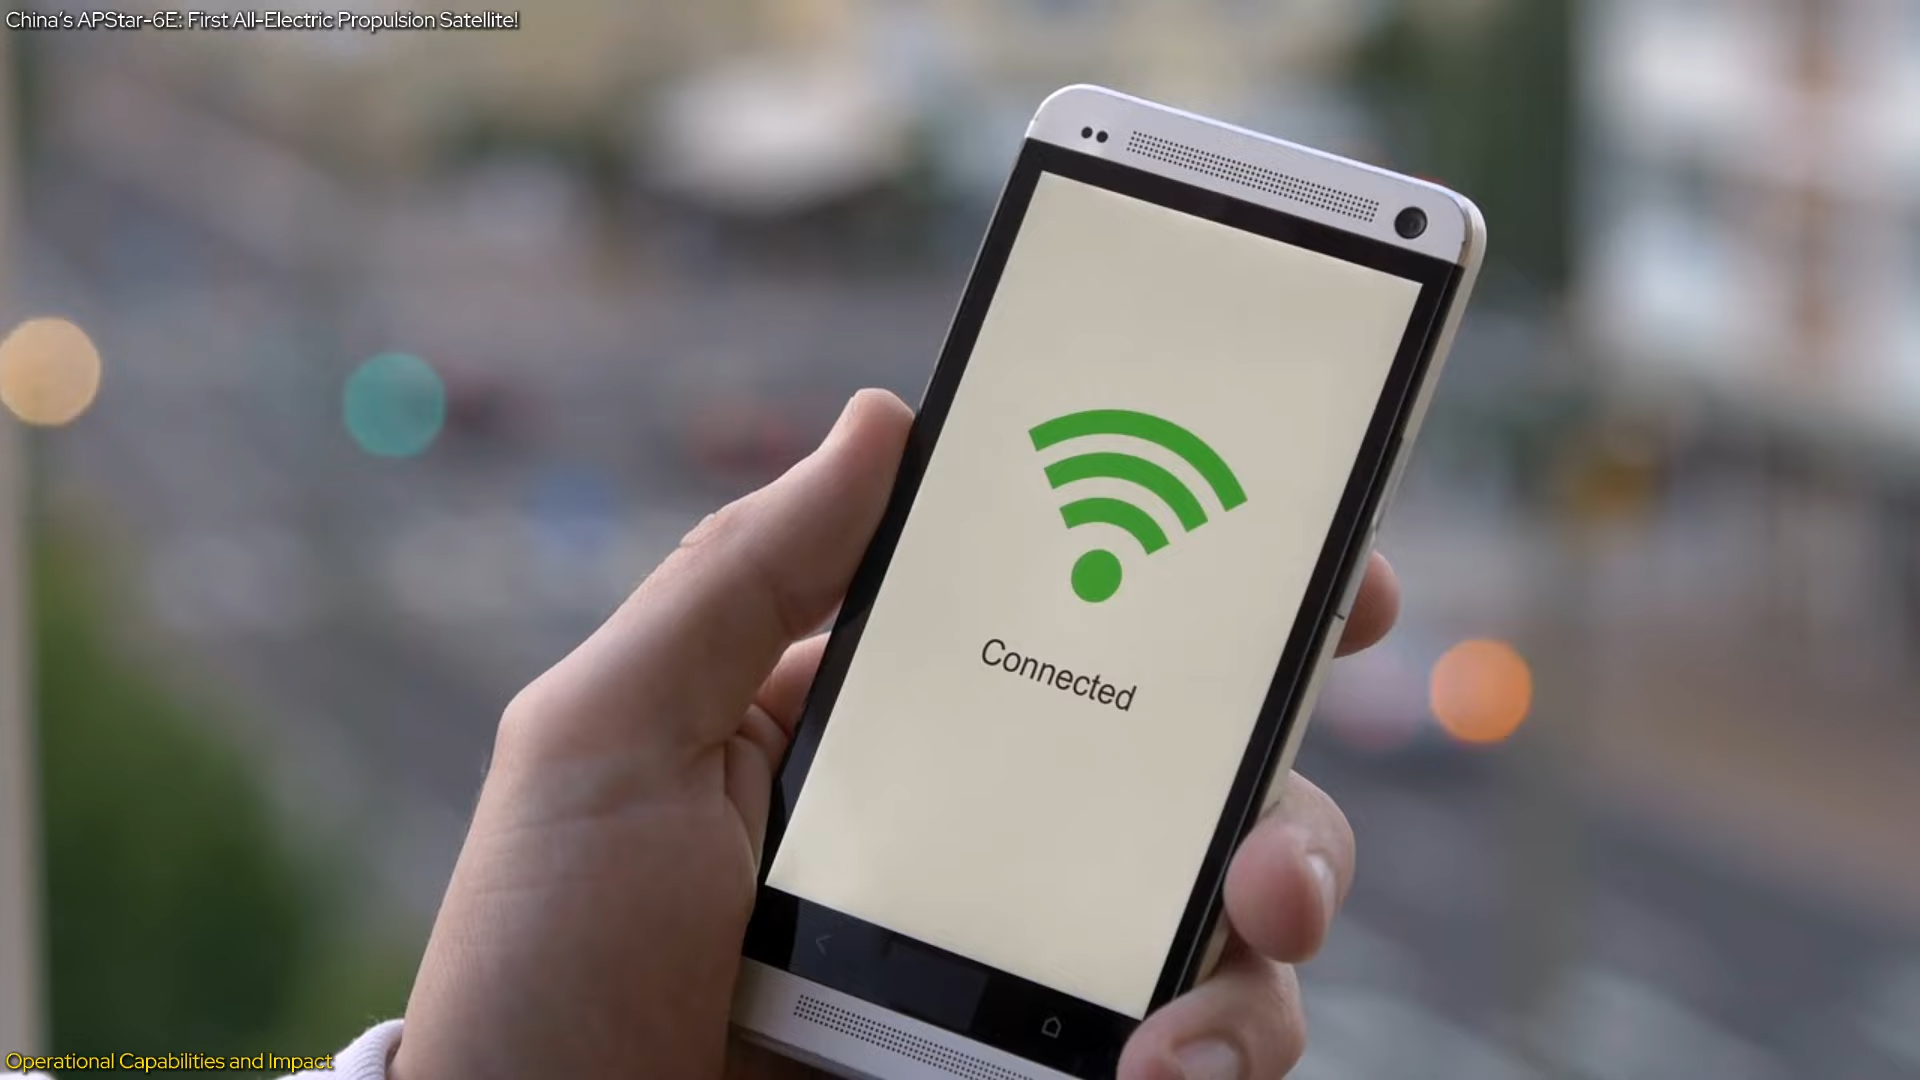 China's APStar-6E: First All-Electric Propulsion Satellite!
Connected
Operational Capabilities and Impact